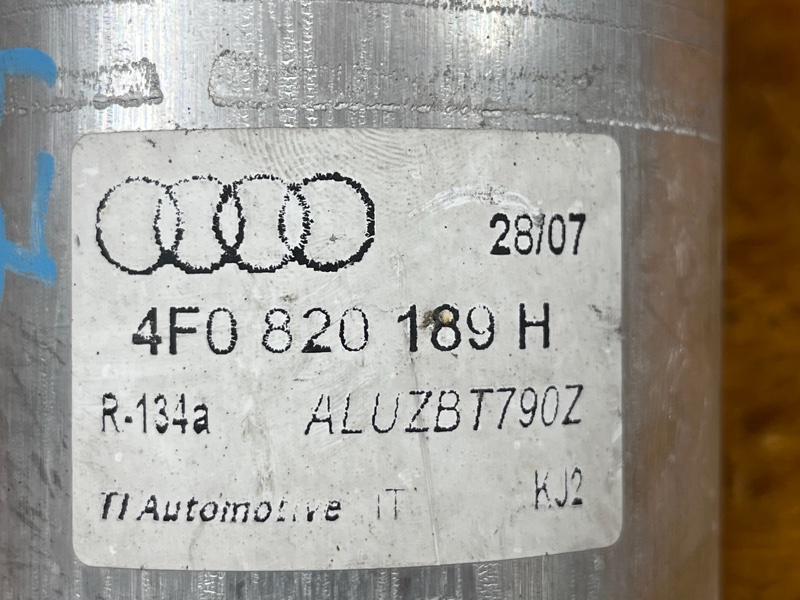 28/07
4F0 820 189 H
R-134a ALUZBT790Z
TI Automotive IT KJ2